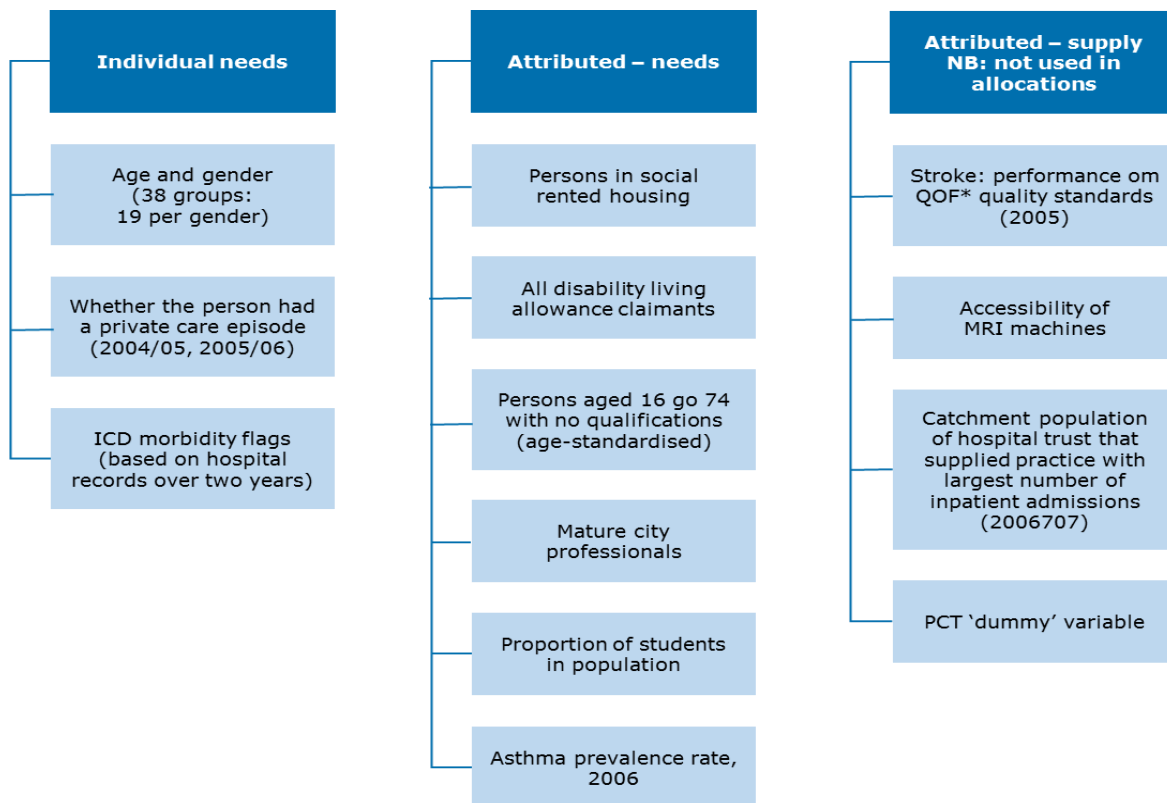 Individual needs
Age and gender
(38 groups:
19 per gender)
Whether the person had
a private care episode
(2004/05, 2005/06)
ICD morbidity flags
(based on hospital
records over two years)
Attributed – needs
Persons in social
rented housing
All disability living
allowance claimants
Persons aged 16 go 74
with no qualifications
(age-standardised)
Mature city
professionals
Proportion of students
in population
Asthma prevalence rate,
2006
Attributed – supply
NB: not used in
allocations
Stroke: performance om
QOF* quality standards
(2005)
Accessibility of
MRI machines
Catchment population
of hospital trust that
supplied practice with
largest number of
inpatient admissions
(2006707)
PCT ‘dummy’ variable